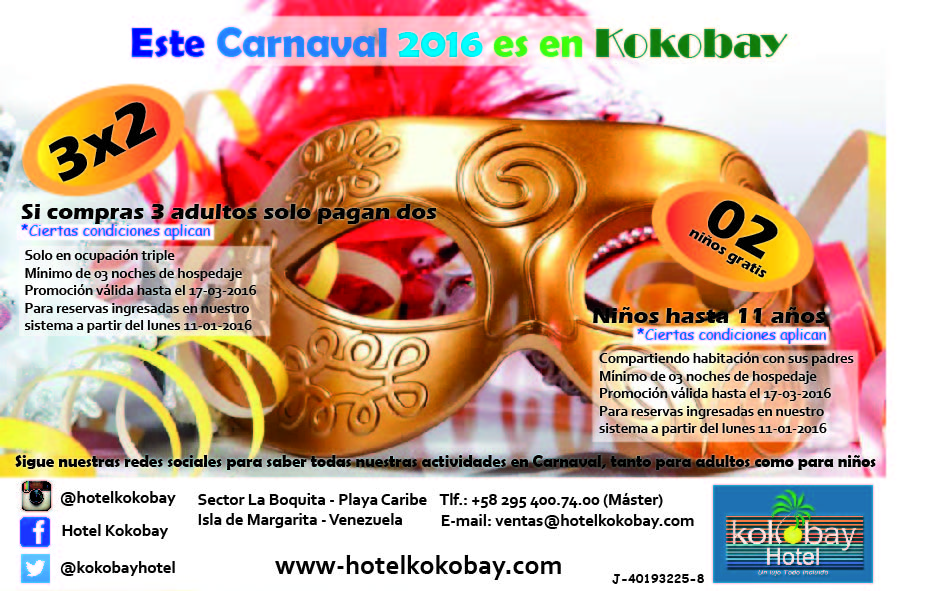 Este Carnaval 2016 es en Kokobay
3x2
Si compras 3 adultos solo pagan dos
*Ciertas condiciones aplican
Solo en ocupación triple
Mínimo de 03 noches de hospedaje
Promoción válida hasta el 17-03-2016
Para reservas ingresadas en nuestro
sistema a partir del lunes 11-01-2016
02
niños gratis
Niños hasta 11 años
*Ciertas condiciones aplican
Compartiendo habitación con sus padres
Mínimo de 03 noches de hospedaje
Promoción válida hasta el 17-03-2016
Para reservas ingresadas en nuestro
sistema a partir del lunes 11-01-2016
Sigue nuestras redes sociales para saber todas nuestras actividades en Carnaval, tanto para adultos como para niños
@hotelkokobay
Hotel Kokobay
@kokobayhotel
Sector La Boquita - Playa Caribe
Isla de Margarita - Venezuela
Tlf.: +58 295 400.74.00 (Máster)
E-mail: ventas@hotelkokobay.com
www-hotelkokobay.com
kokobay
Hotel
Un lujo Todo Incluido
J-40193225-8